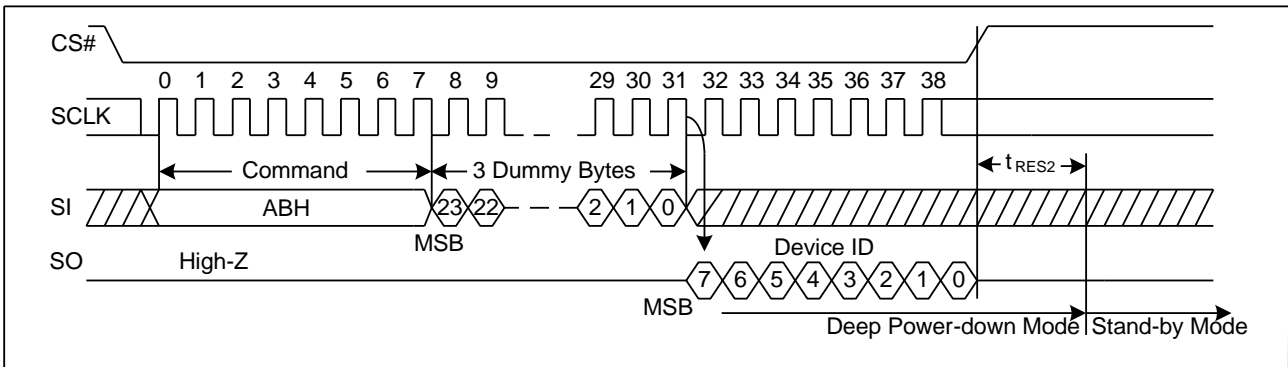 CS#
0 1 2 3 4 5 6 7 8 9 29 30 31 32 33 34 35 36 37 38
SCLK
Command 3 Dummy Bytes tRES2
SI ABH 23 22 2 1 0
MSB Device ID
SO High-Z 7 6 5 4 3 2 1 0
MSB
Deep Power-down Mode Stand-by Mode